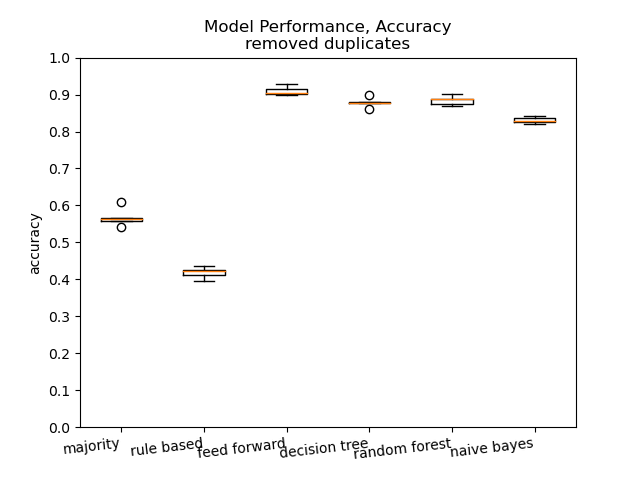 Model Performance, Accuracy
removed duplicates
1.0
0.9
0.8
0.7
0.6
0.5
0.4
0.3
0.2
0.1
0.0
accuracy
majority
rule based
feed forward
decision tree
random forest
naive bayes